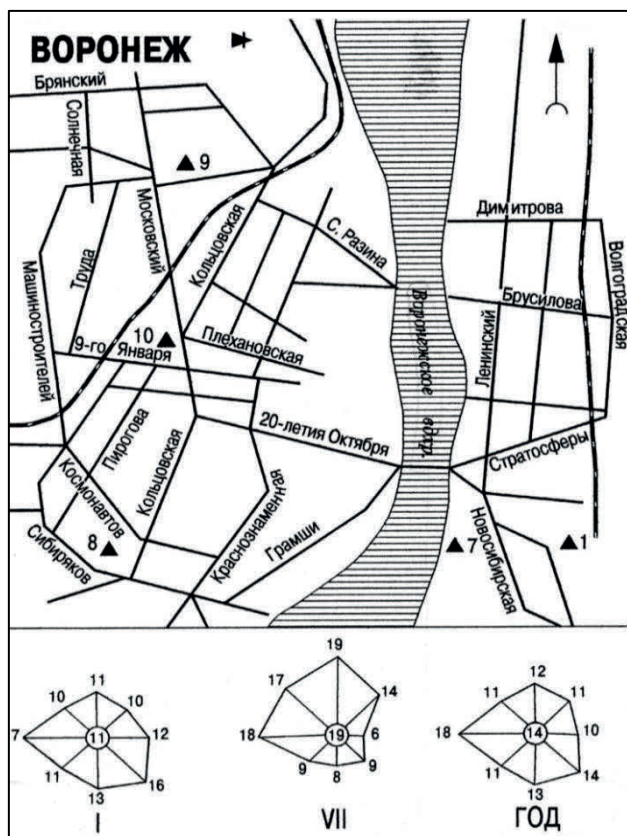 ВОРОНЕЖ
Брянский
Солнечная
9
Московский
Кольцовская
С. Разина
Димитрова
Волгоградская
Машиностроителей
Труда
Воронежское вдхр.
Брусилова
Ленинский
10
9-го Января
Плехановская
Пирогова
Кольцовская
20-летия Октября
Стратосферы
Космонавтов
Краснознаменная
Грамши
Новосибирская
8
Сибиряков
7
1
11
10
10
7
11
12
11
13
16
I
19
17
14
18
19
6
9
8
9
VII
12
11
11
18
14
10
11
13
14
ГОД